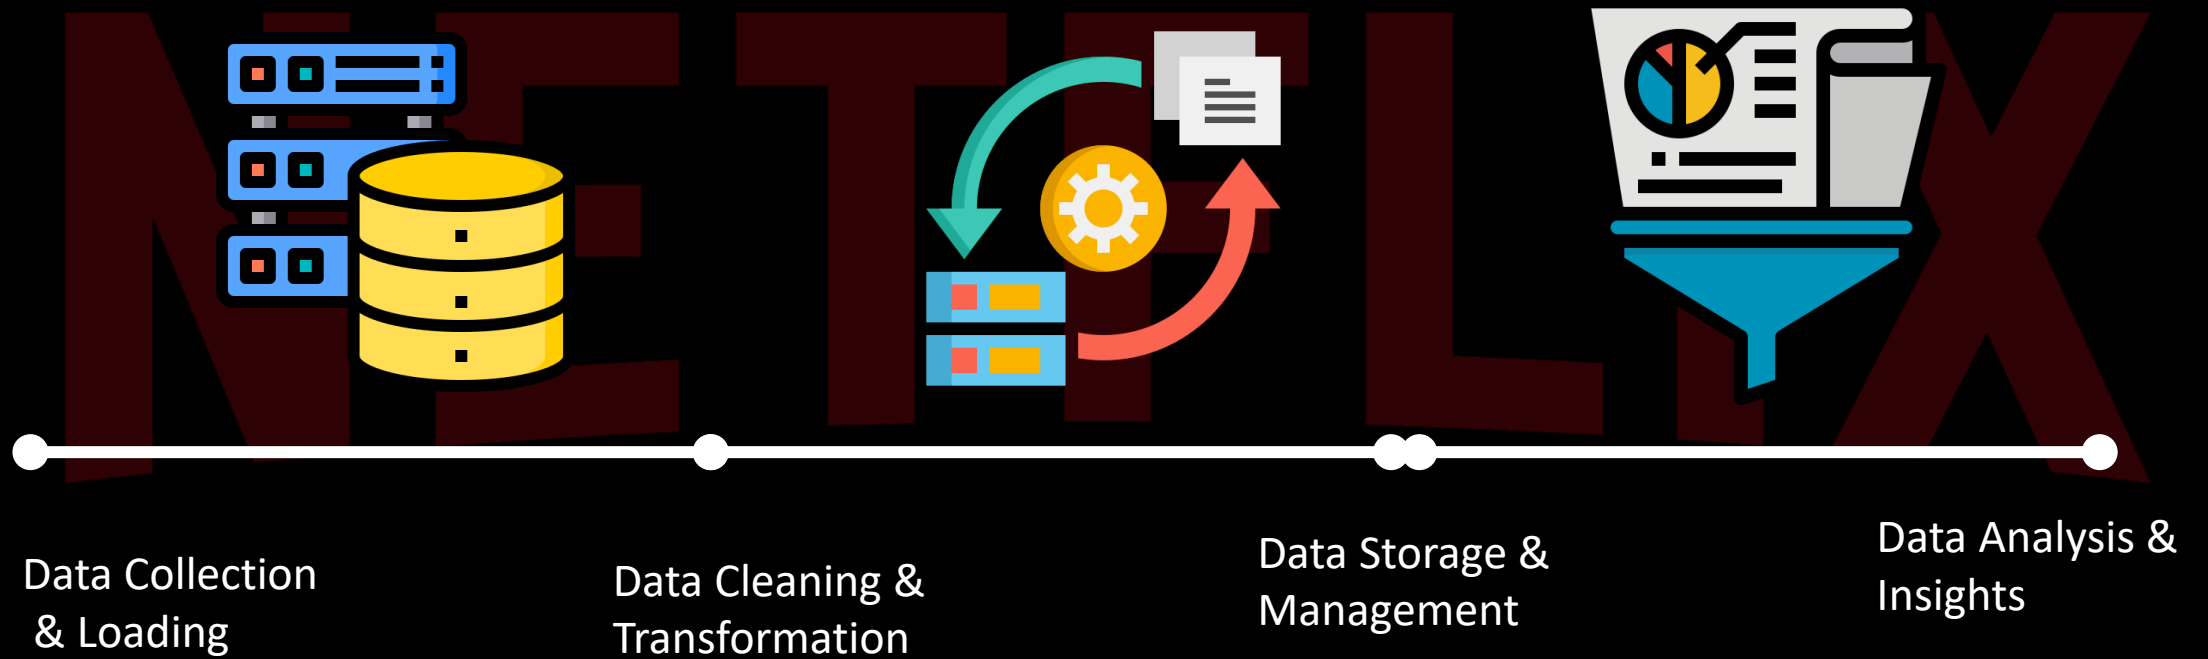 NETFLIX
Data Collection
& Loading
Data Cleaning &
Transformation
Data Storage &
Management
Data Analysis &
Insights